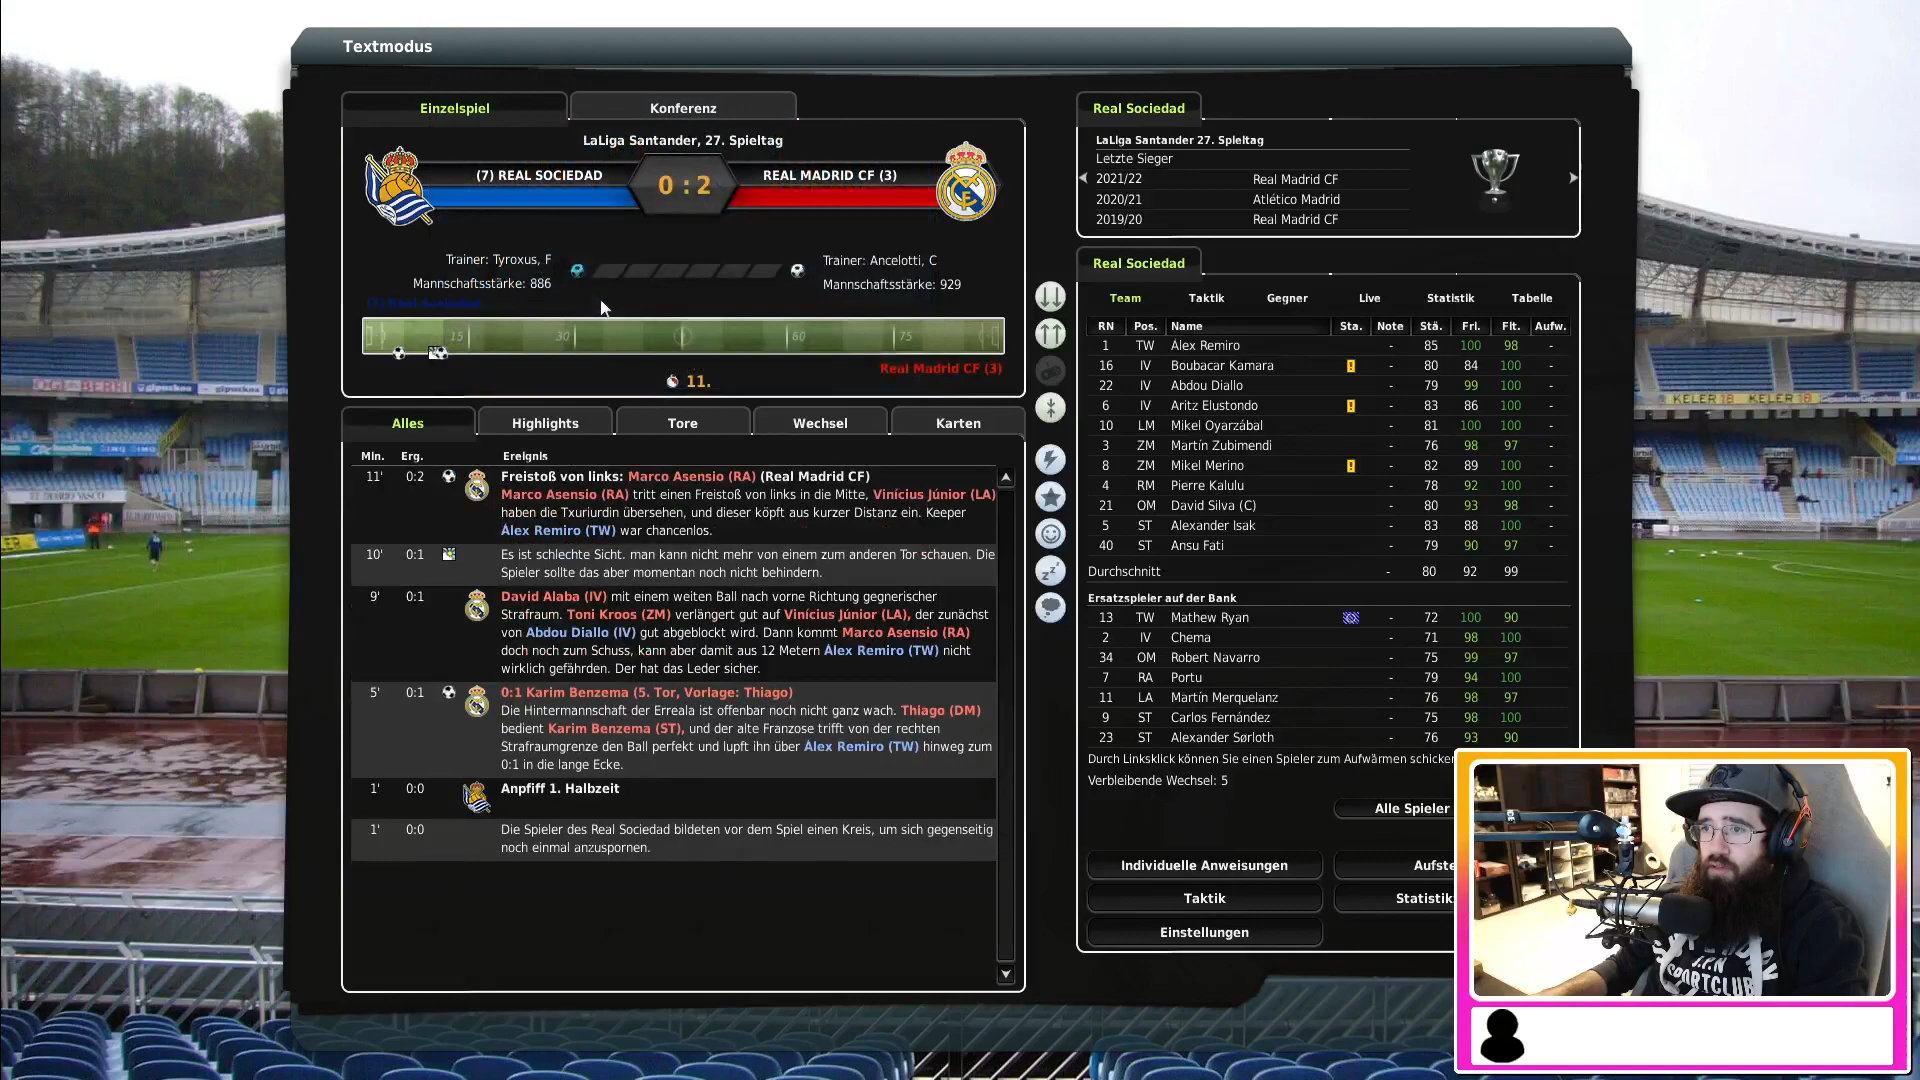 Textmodus
Einzelspiel
Konferenz
LaLiga Santander, 27. Spieltag
(7) REAL SOCIEDAD
0 : 2
REAL MADRID CF (3)
Trainer: Tyroxus, F
Mannschaftsstärke: 886
Trainer: Ancelotti, C
Mannschaftsstärke: 929
(7) Real Sociedad
15 30 60 75
Real Madrid CF (3)
11.
Alles
Highlights
Tore
Wechsel
Karten
Min. Erg. Ereignis
11' 0:2 Freistoß von links: Marco Asensio (RA) (Real Madrid CF)
Marco Asensio (RA) tritt einen Freistoß von links in die Mitte, Vinícius Júnior (LA)
haben die Txuriurdin übersehen, und dieser köpft aus kurzer Distanz ein. Keeper
Álex Remiro (TW) war chancenlos.
10' 0:1 Es ist schlechte Sicht. man kann nicht mehr von einem zum anderen Tor schauen. Die
Spieler sollte das aber momentan noch nicht behindern.
9' 0:1 David Alaba (IV) mit einem weiten Ball nach vorne Richtung gegnerischer
Strafraum. Toni Kroos (ZM) verlängert gut auf Vinícius Júnior (LA), der zunächst
von Abdou Diallo (IV) gut abgeblockt wird. Dann kommt Marco Asensio (RA)
doch noch zum Schuss, kann aber damit aus 12 Metern Álex Remiro (TW) nicht
wirklich gefährden. Der hat das Leder sicher.
5' 0:1 0:1 Karim Benzema (5. Tor, Vorlage: Thiago)
Die Hintermannschaft der Erreala ist offenbar noch nicht ganz wach. Thiago (DM)
bedient Karim Benzema (ST), und der alte Franzose trifft von der rechten
Strafraumgrenze den Ball perfekt und lupft ihn über Álex Remiro (TW) hinweg zum
0:1 in die lange Ecke.
1' 0:0 Anpfiff 1. Halbzeit
1' 0:0 Die Spieler des Real Sociedad bildeten vor dem Spiel einen Kreis, um sich gegenseitig
noch einmal anzuspornen.
Real Sociedad
LaLiga Santander 27. Spieltag
Letzte Sieger
2021/22 Real Madrid CF
2020/21 Atlético Madrid
2019/20 Real Madrid CF
Real Sociedad
Team Taktik Gegner Live Statistik Tabelle
RN Pos. Name Sta. Note Stä. Fri. Fit. Aufw.
1 TW Álex Remiro - 85 100 98 -
16 IV Boubacar Kamara ! - 80 84 100 -
22 IV Abdou Diallo - 79 99 100 -
6 IV Aritz Elustondo ! - 83 86 100 -
10 LM Mikel Oyarzábal - 81 100 100 -
3 ZM Martín Zubimendi - 76 98 97 -
8 ZM Mikel Merino ! - 82 89 100 -
4 RM Pierre Kalulu - 78 92 100 -
21 OM David Silva (C) - 80 93 98 -
5 ST Alexander Isak - 83 88 100 -
40 ST Ansu Fati - 79 90 97 -
Durchschnitt - 80 92 99
Ersatzspieler auf der Bank
13 TW Mathew Ryan - 72 100 90
2 IV Chema - 71 98 100
34 OM Robert Navarro - 75 99 97
7 RA Portu - 79 94 100
11 LA Martín Merquelanz - 76 98 97
9 ST Carlos Fernández - 75 98 100
23 ST Alexander Sørloth - 76 93 90
Durch Linksklick können Sie einen Spieler zum Aufwärmen schicken
Verbleibende Wechsel: 5
Alle Spieler
Individuelle Anweisungen
Aufste
Taktik
Statistik
Einstellungen
gipuzkoa
gipuzkoa
KELER 18 KELER 18
SPORTCLUB